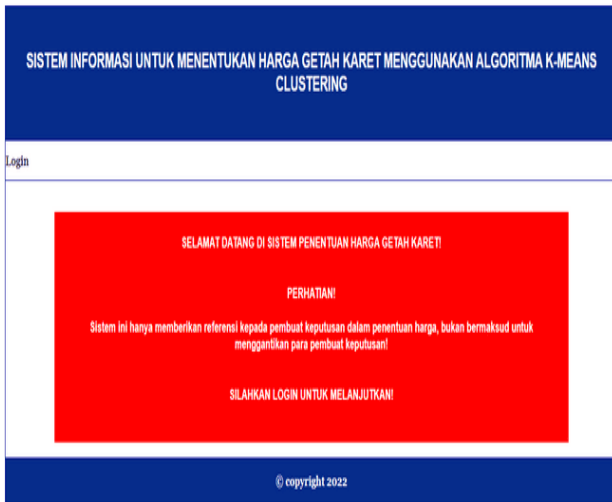 SISTEM INFORMASI UNTUK MENENTUKAN HARGA GETAH KARET MENGGUNAKAN ALGORITMA K-MEANS
CLUSTERING
Login
SELAMAT DATANG DI SISTEM PENENTUAN HARGA GETAH KARET!
PERHATIAN!
Sistem ini hanya memberikan referensi kepada pembuat keputusan dalam penentuan harga, bukan bermaksud untuk
menggantikan para pembuat keputusan!
SILAHKAN LOGIN UNTUK MELANJUTKAN!
© copyright 2022